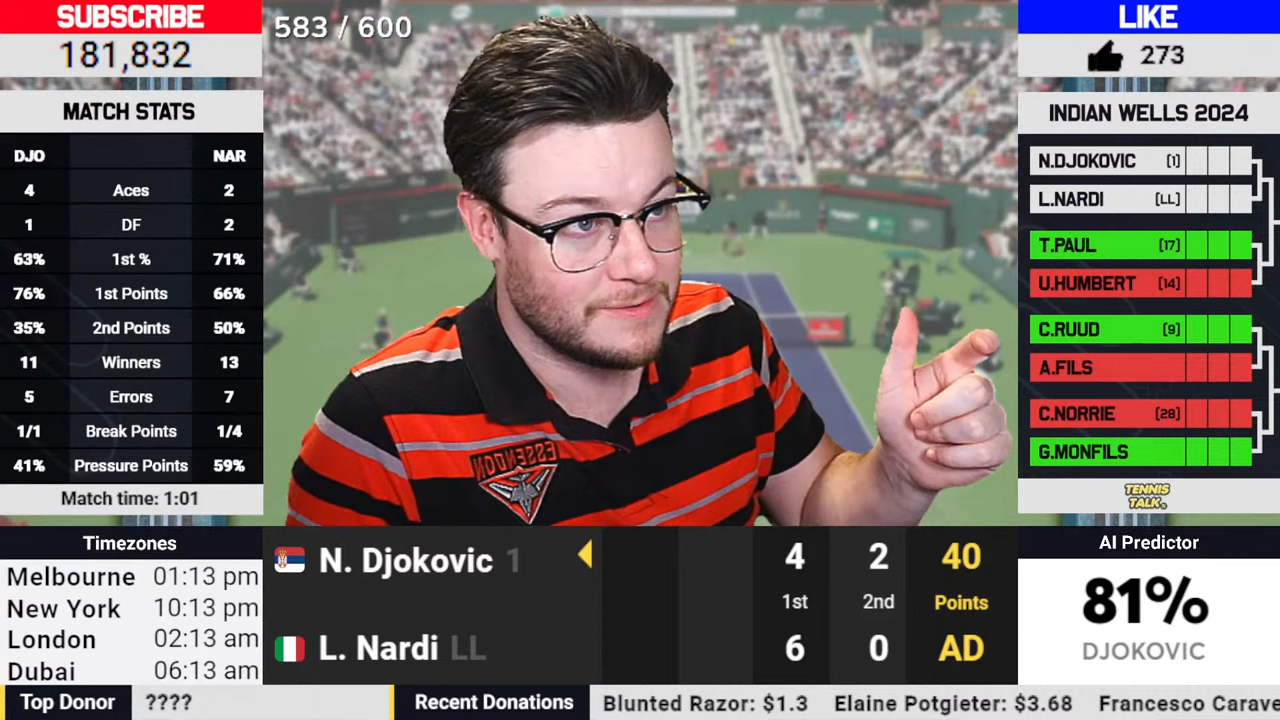 SUBSCRIBE
181,832
MATCH STATS
DJO NAR
4 Aces 2
1 DF 2
63% 1st % 71%
76% 1st Points 66%
35% 2nd Points 50%
11 Winners 13
5 Errors 7
1/1 Break Points 1/4
41% Pressure Points 59%
Match time: 1:01
583 / 600
ESSENDON
LIKE
273
INDIAN WELLS 2024
N.DJOKOVIC [1]
L.NARDI [LL]
T.PAUL [17]
U.HUMBERT [14]
C.RUUD [9]
A.FILS
C.NORRIE [28]
G.MONFILS
TENNIS
TALK.
Timezones
Melbourne 01:13 pm
New York 10:13 pm
London 02:13 am
Dubai 06:13 am
N. Djokovic 1 4 2 40
1st 2nd Points
L. Nardi LL 6 0 AD
AI Predictor
81%
DJOKOVIC
Top Donor ???? Recent Donations Blunted Razor: $1.3 Elaine Potgieter: $3.68 Francesco Carave